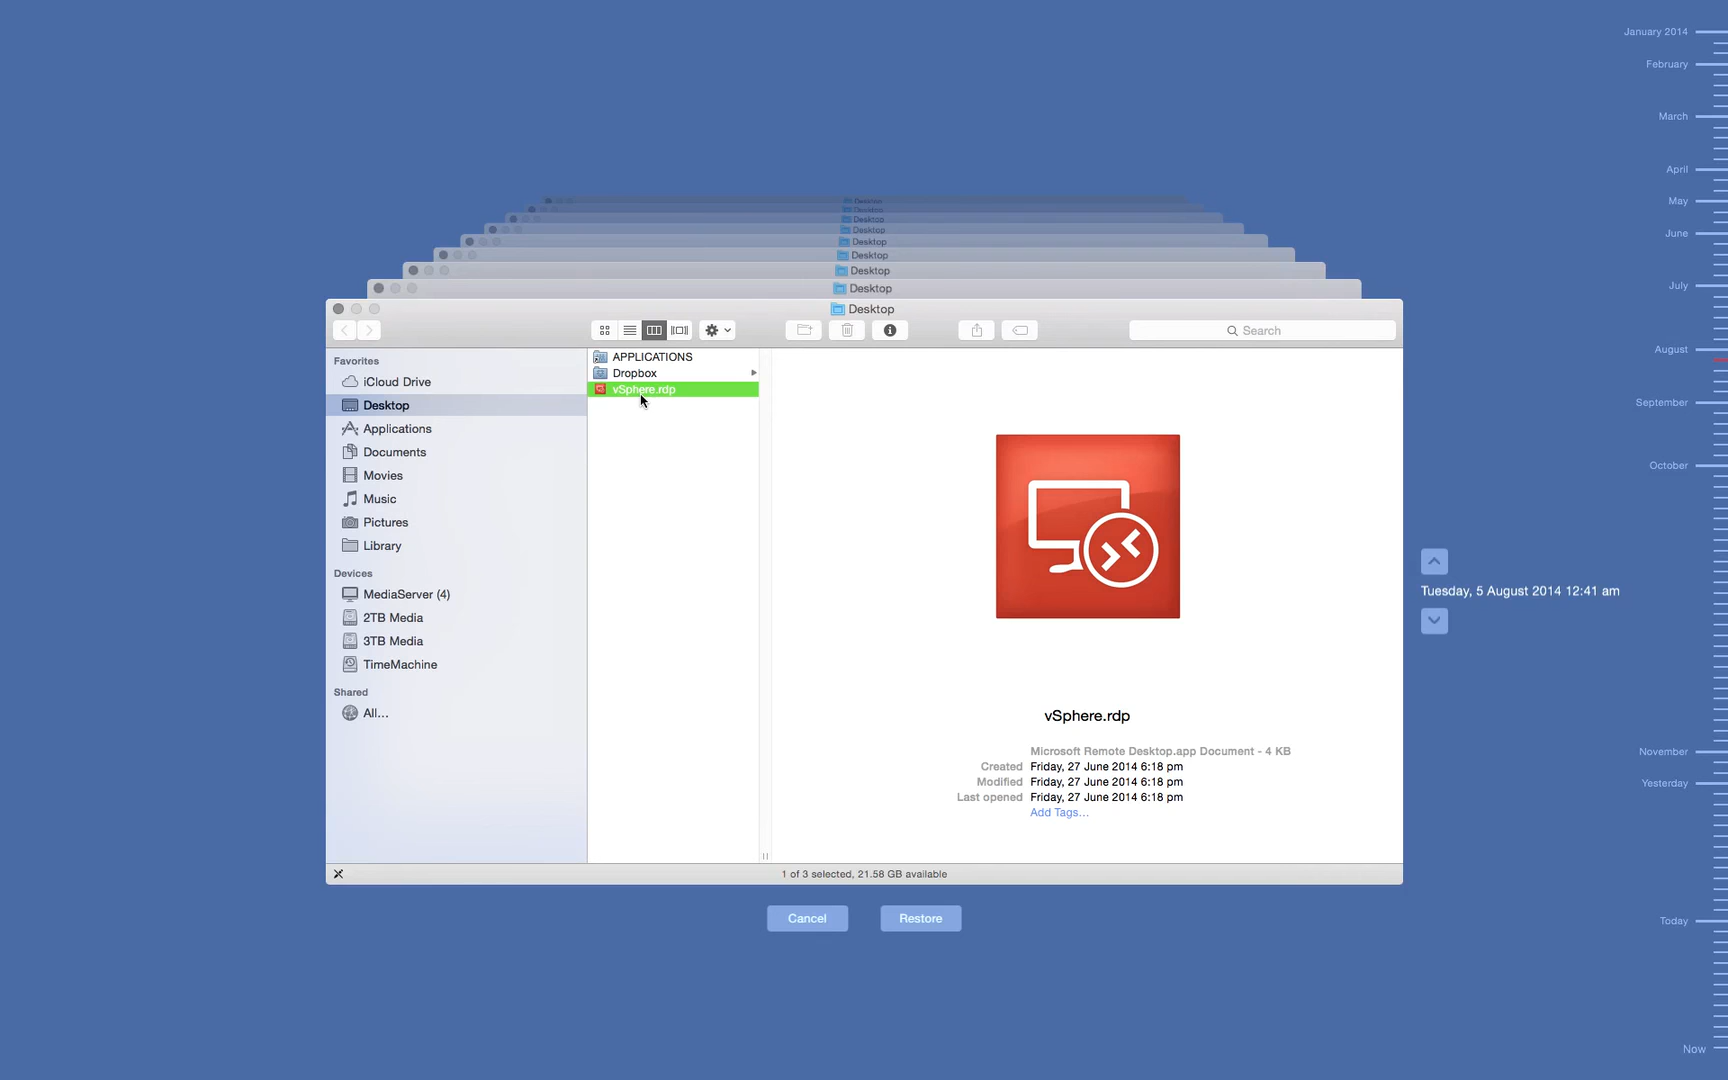 January 2014
February
March
April
May
June
July
August
September
October
November
Yesterday
Today
Now
Desktop
Desktop
Desktop
Desktop
Desktop
Desktop
Desktop
Desktop
Desktop
Search
Favorites
iCloud Drive
Desktop
Applications
Documents
Movies
Music
Pictures
Library
Devices
MediaServer (4)
2TB Media
3TB Media
TimeMachine
Shared
All...
APPLICATIONS
Dropbox
vSphere.rdp
vSphere.rdp
Microsoft Remote Desktop.app Document - 4 KB
Created Friday, 27 June 2014 6:18 pm
Modified Friday, 27 June 2014 6:18 pm
Last opened Friday, 27 June 2014 6:18 pm
Add Tags...
1 of 3 selected, 21.58 GB available
Tuesday, 5 August 2014 12:41 am
Cancel
Restore